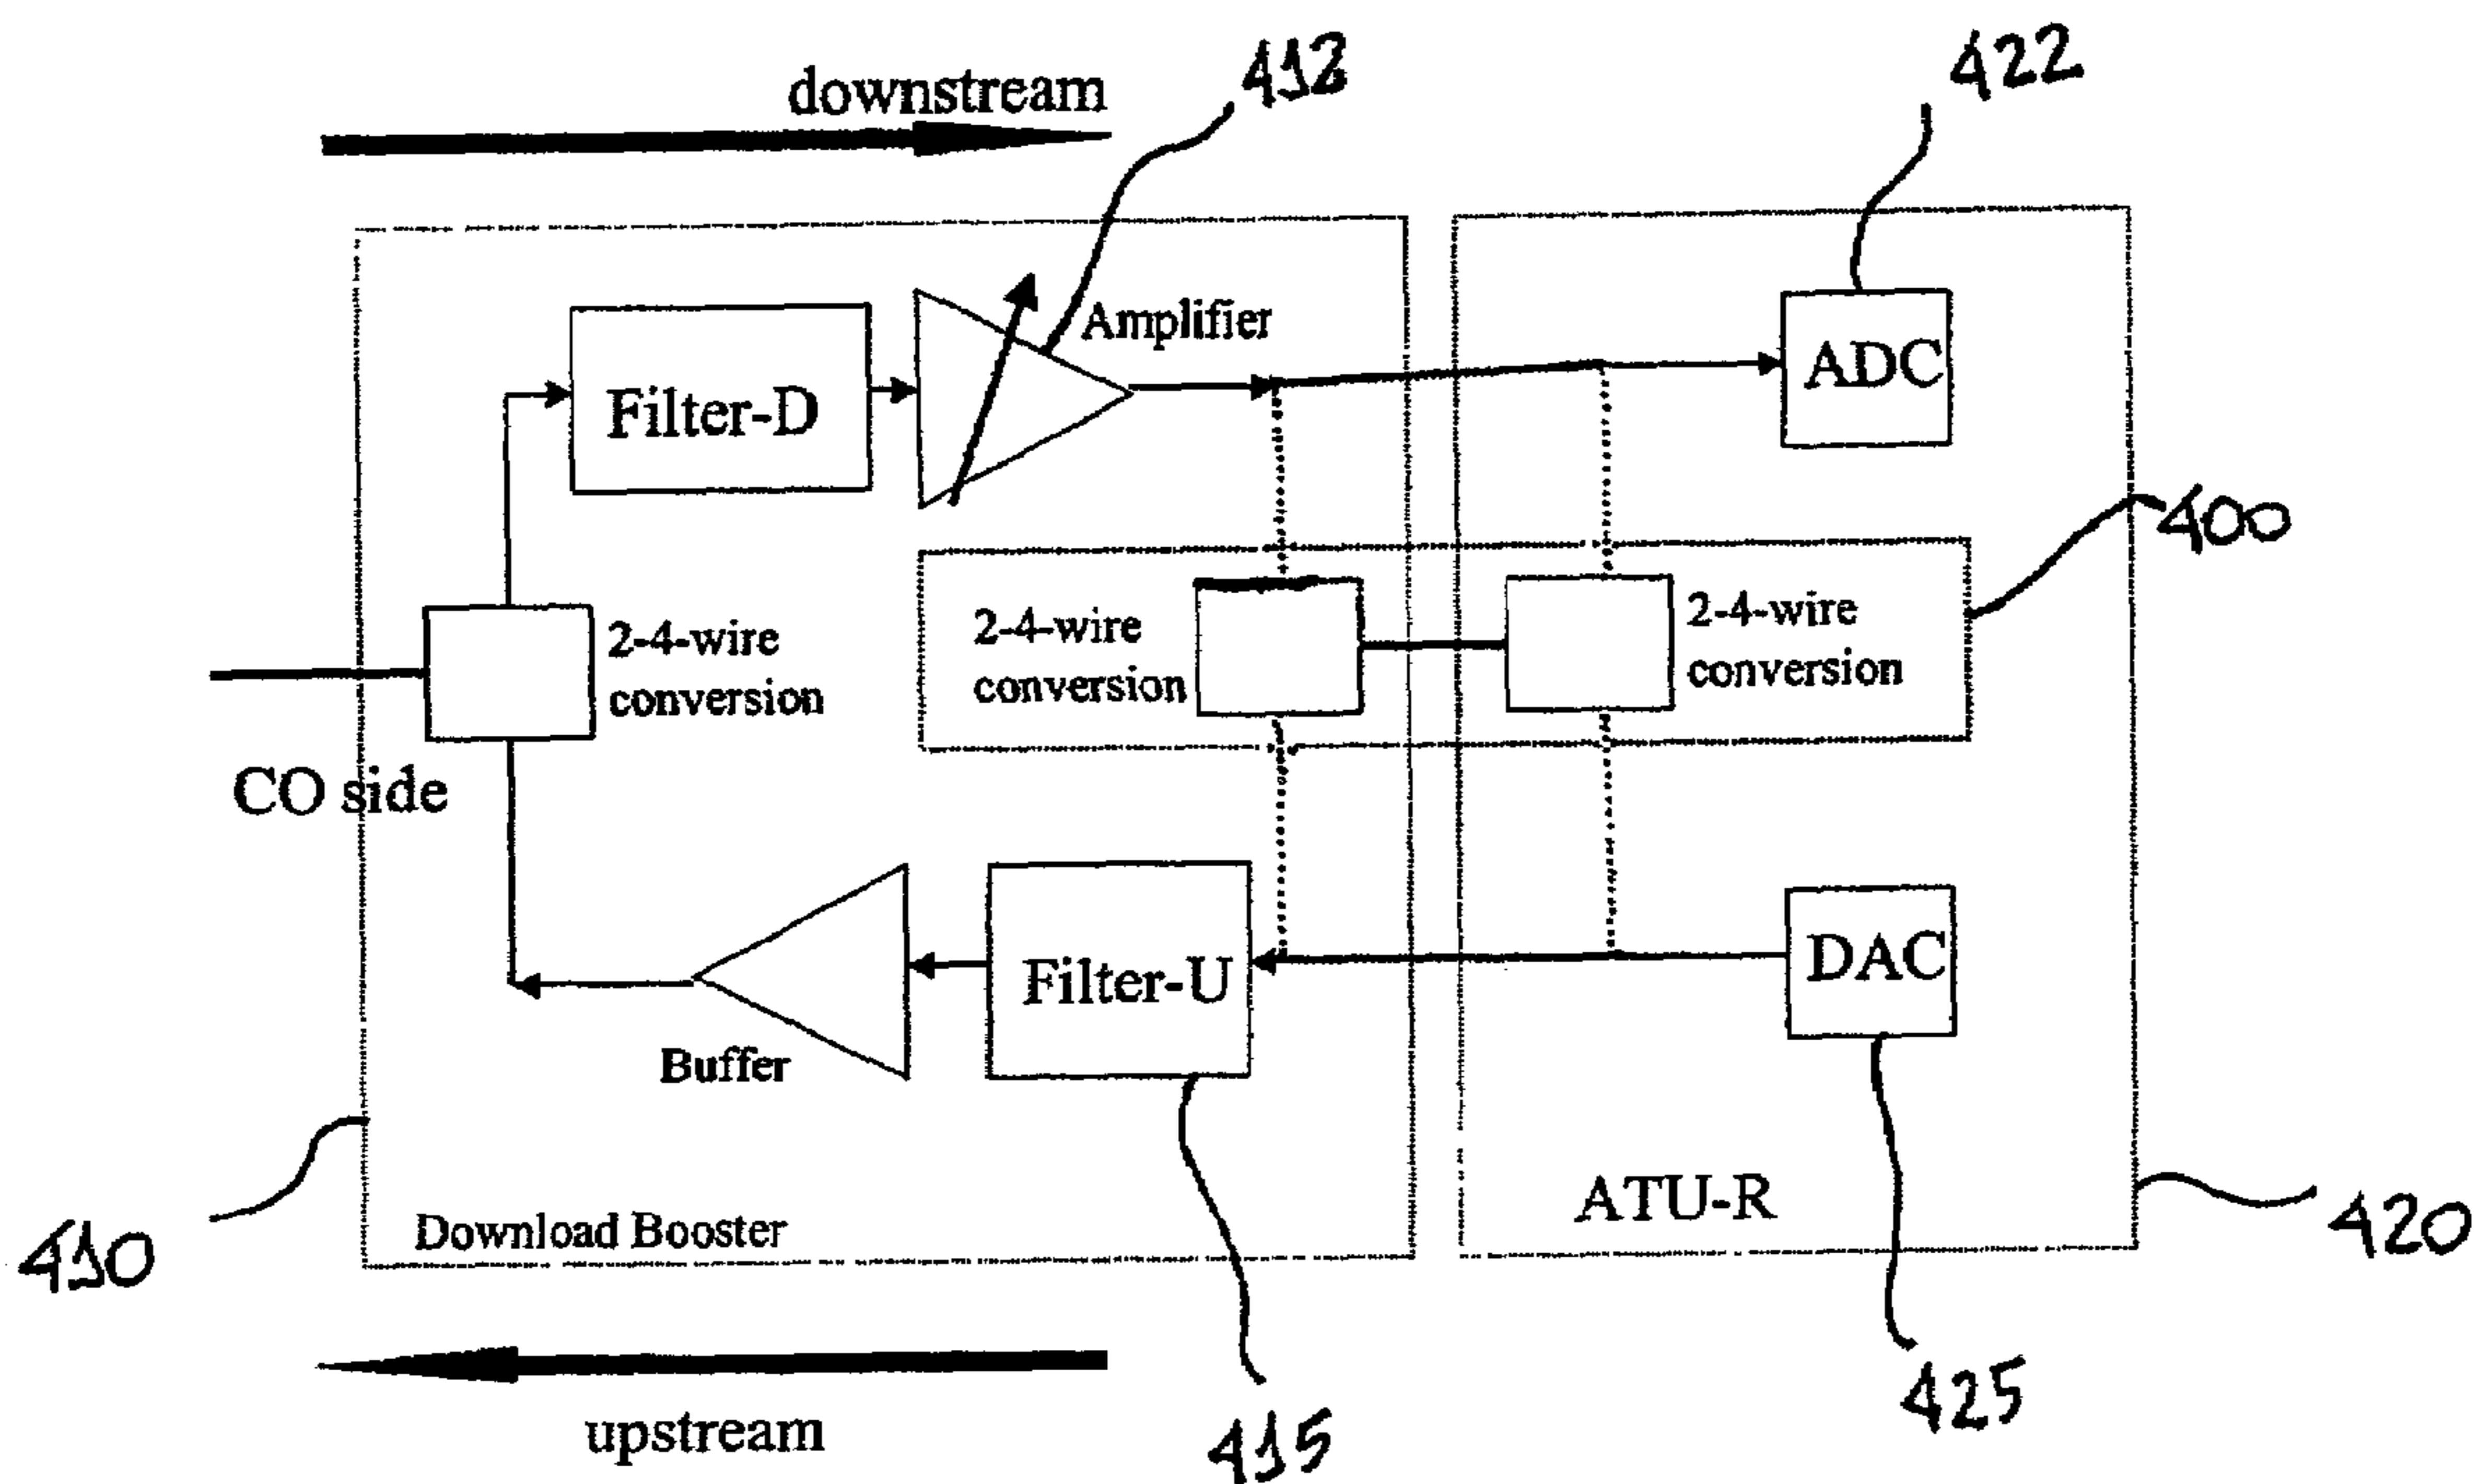 downstream
412
422
Amplifier
Filter-D
ADC
400
2-4-wire
conversion
2-4-wire
conversion
2-4-wire
conversion
CO side
Filter-U
DAC
Buffer
Download Booster
ATU-R
410
420
upstream
415
425